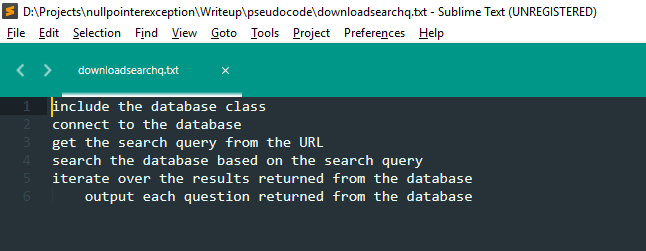 D:\Projects\nullpointerexception\Writeup\pseudocode\downloadsearchq.txt - Sublime Text (UNREGISTERED)
File Edit Selection Find View Goto Tools Project Preferences Help
downloadsearchq.txt ×
1 include the database class
2 connect to the database
3 get the search query from the URL
4 search the database based on the search query
5 iterate over the results returned from the database
6 output each question returned from the database